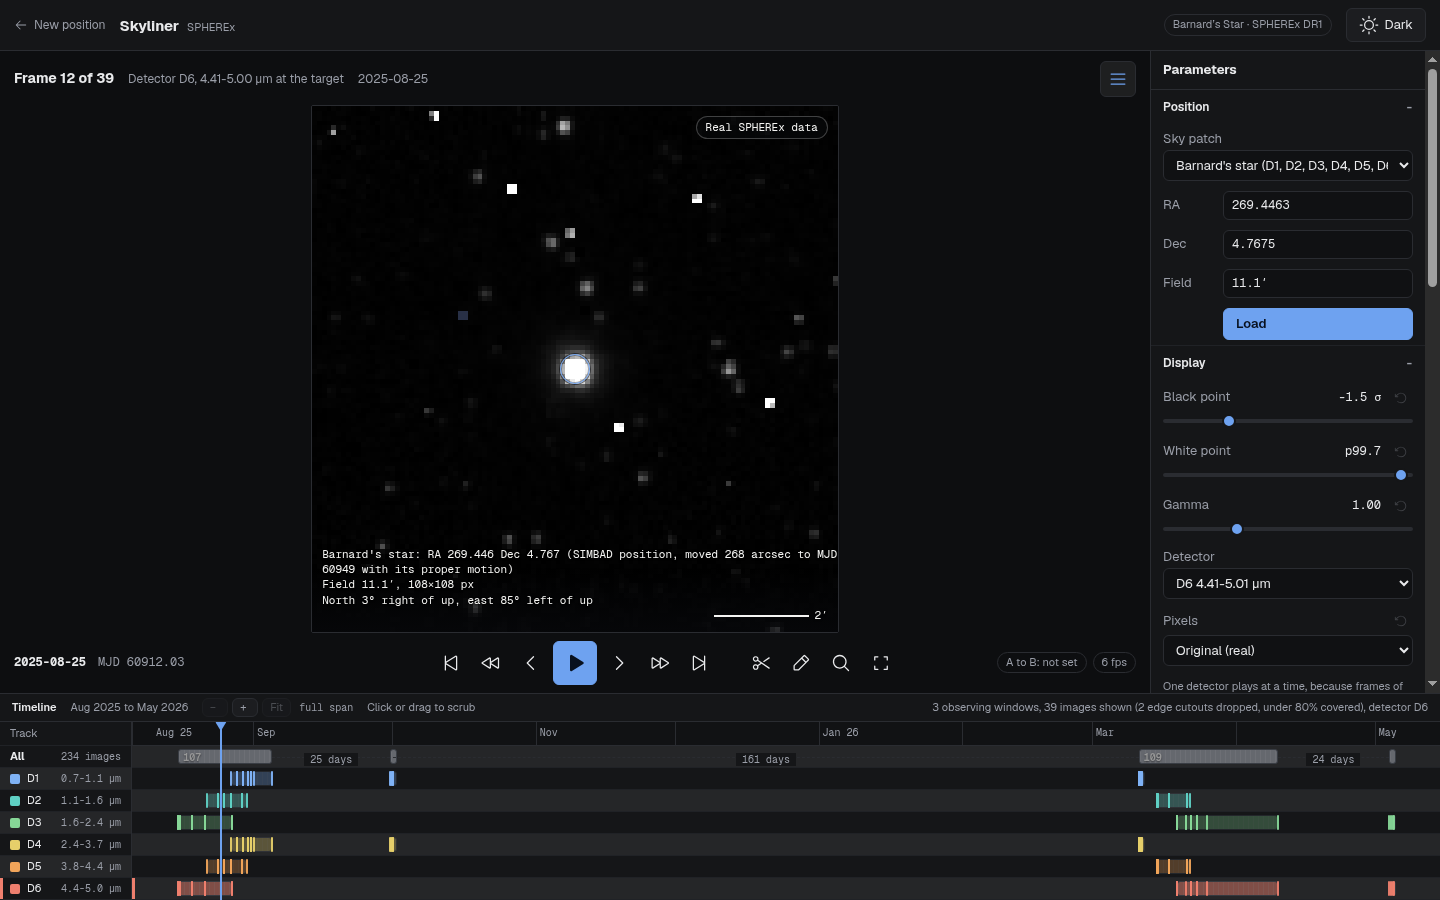 New position
Skyliner SPHEREx
Barnard's Star · SPHEREx DR1
Dark
Frame 12 of 39 Detector D6, 4.41-5.00 µm at the target 2025-08-25
Real SPHEREx data
Barnard's star: RA 269.446 Dec 4.767 (SIMBAD position, moved 268 arcsec to MJD
60949 with its proper motion)
Field 11.1′, 108×108 px
North 3° right of up, east 85° left of up
2′
2025-08-25 MJD 60912.03
A to B: not set
6 fps
Parameters
Position −
Sky patch
Barnard's star (D1, D2, D3, D4, D5, D6
RA 269.4463
Dec 4.7675
Field 11.1′
Load
Display −
Black point -1.5 σ
White point p99.7
Gamma 1.00
Detector
D6 4.41-5.01 µm
Pixels
Original (real)
One detector plays at a time, because frames of
Timeline Aug 2025 to May 2026 − + Fit full span Click or drag to scrub
3 observing windows, 39 images shown (2 edge cutouts dropped, under 80% covered), detector D6
Track Aug 25 Sep Nov Jan 26 Mar May
All 234 images 107 25 days 161 days 109 24 days
D1 0.7-1.1 µm
D2 1.1-1.6 µm
D3 1.6-2.4 µm
D4 2.4-3.7 µm
D5 3.8-4.4 µm
D6 4.4-5.0 µm